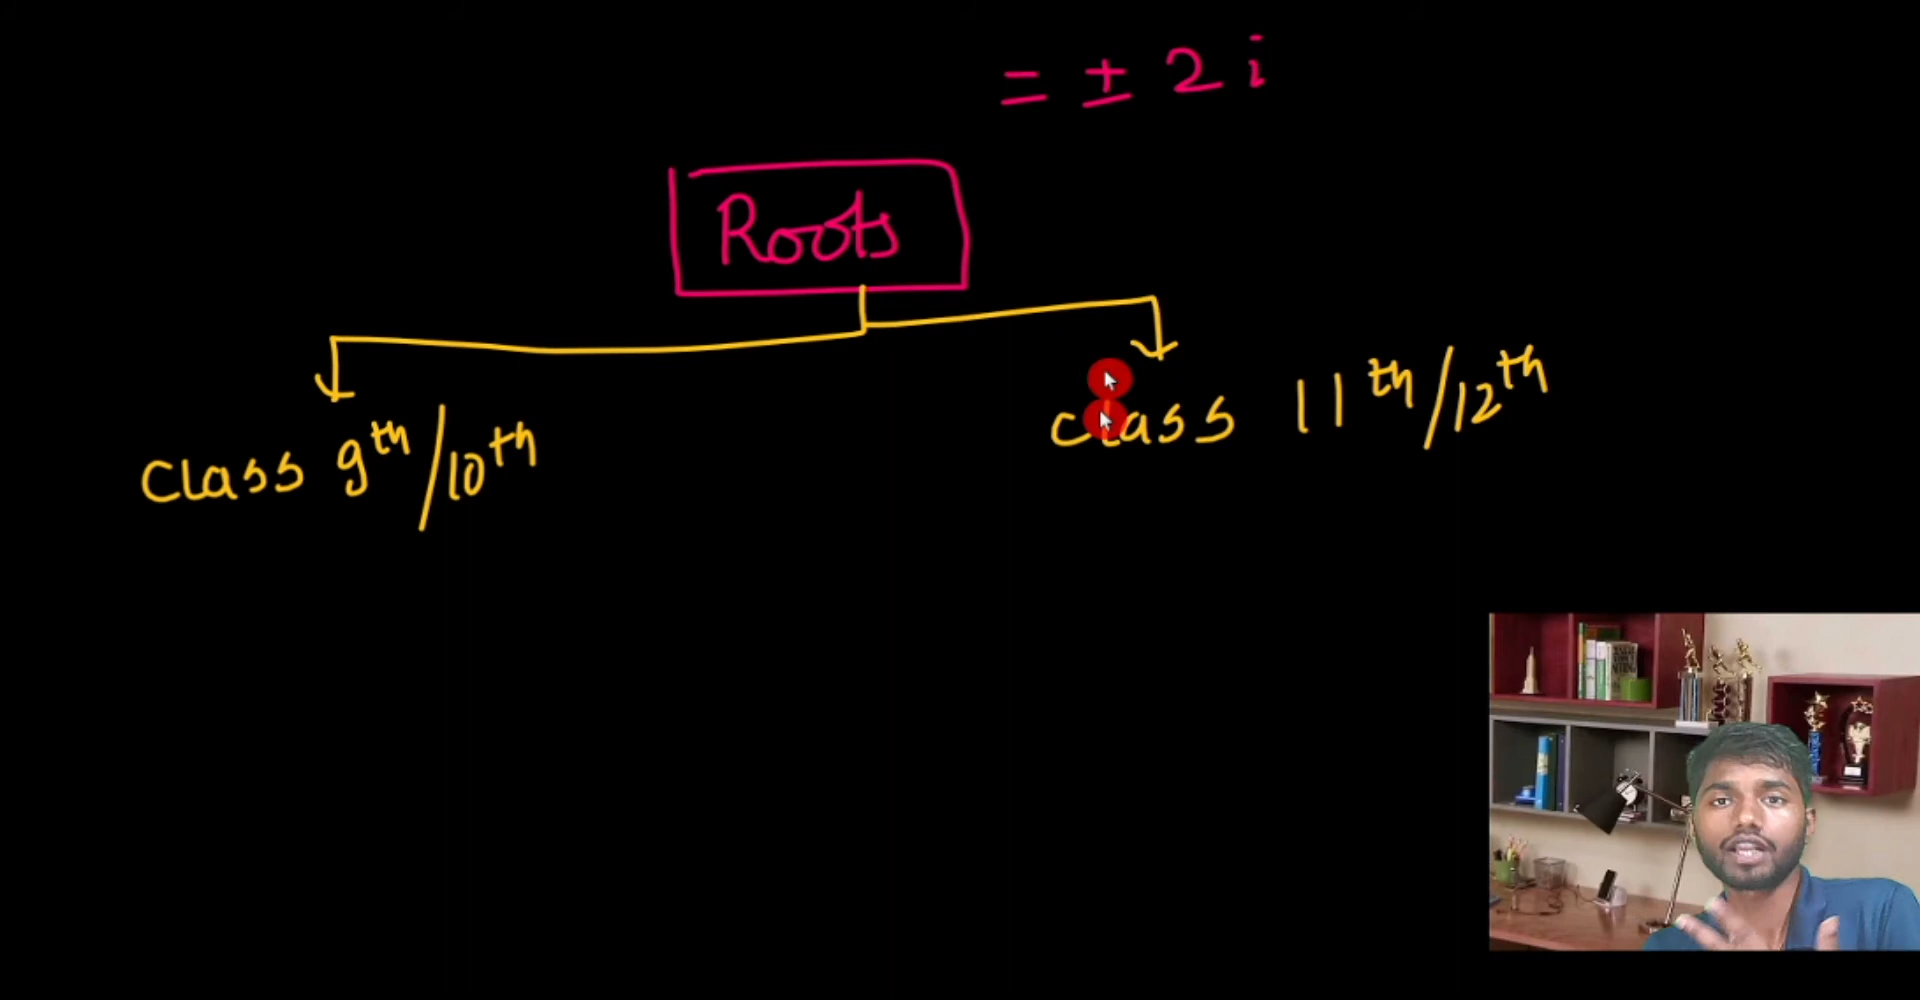 = ± 2 i
Roots
Class 9th/10th
class 11th/12th